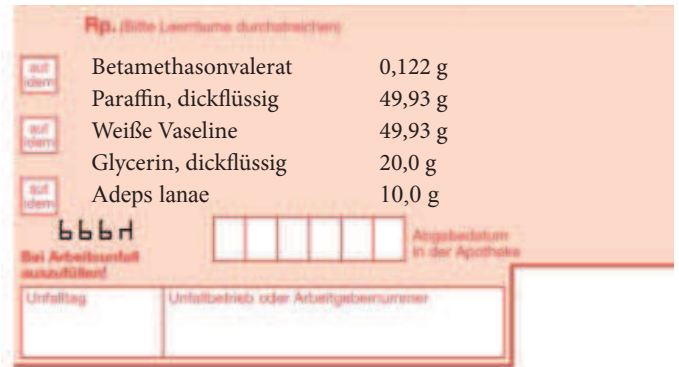 Rp. (Bitte Leerräume durchstreichen)
aut idem
Betamethasonvalerat 0,122 g
Paraffin, dickflüssig 49,93 g
aut idem
Weiße Vaseline 49,93 g
Glycerin, dickflüssig 20,0 g
aut idem
Adeps lanae 10,0 g
Abgabedatum
in der Apotheke
Bei Arbeitsunfall
auszufüllen!
Unfalltag
Unfallbetrieb oder Arbeitgebernummer